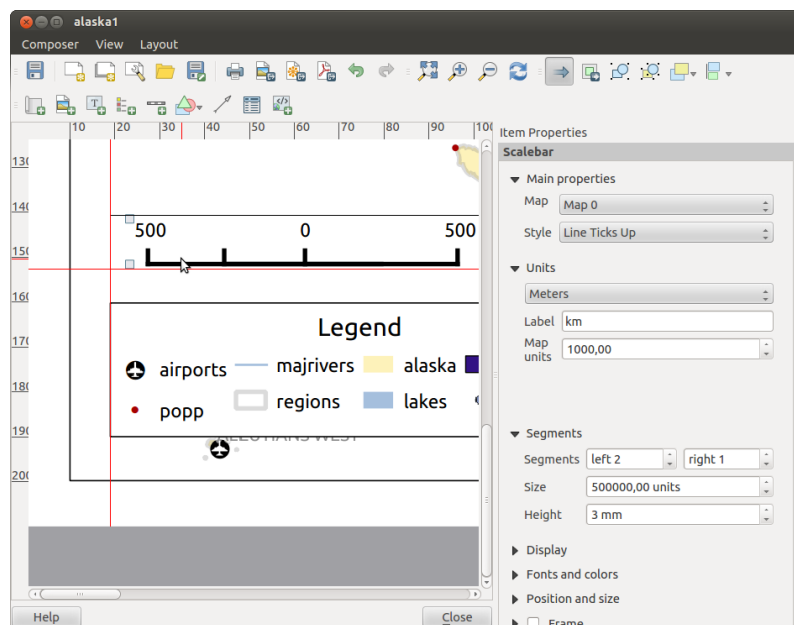 alaska1
Composer View Layout
10 20 30 40 50 60 70 80 90 100
Item Properties
Scalebar
Main properties
Map Map 0
Style Line Ticks Up
Units
Meters
Label km
Map units 1000,00
Segments
Segments left 2 right 1
Size 500000,00 units
Height 3 mm
Display
Fonts and colors
Position and size
Frame
130
140
150
160
170
180
190
200
500 0 500
Legend
airports majrivers alaska
popp regions lakes
ALEUTIANS WEST
Help Close